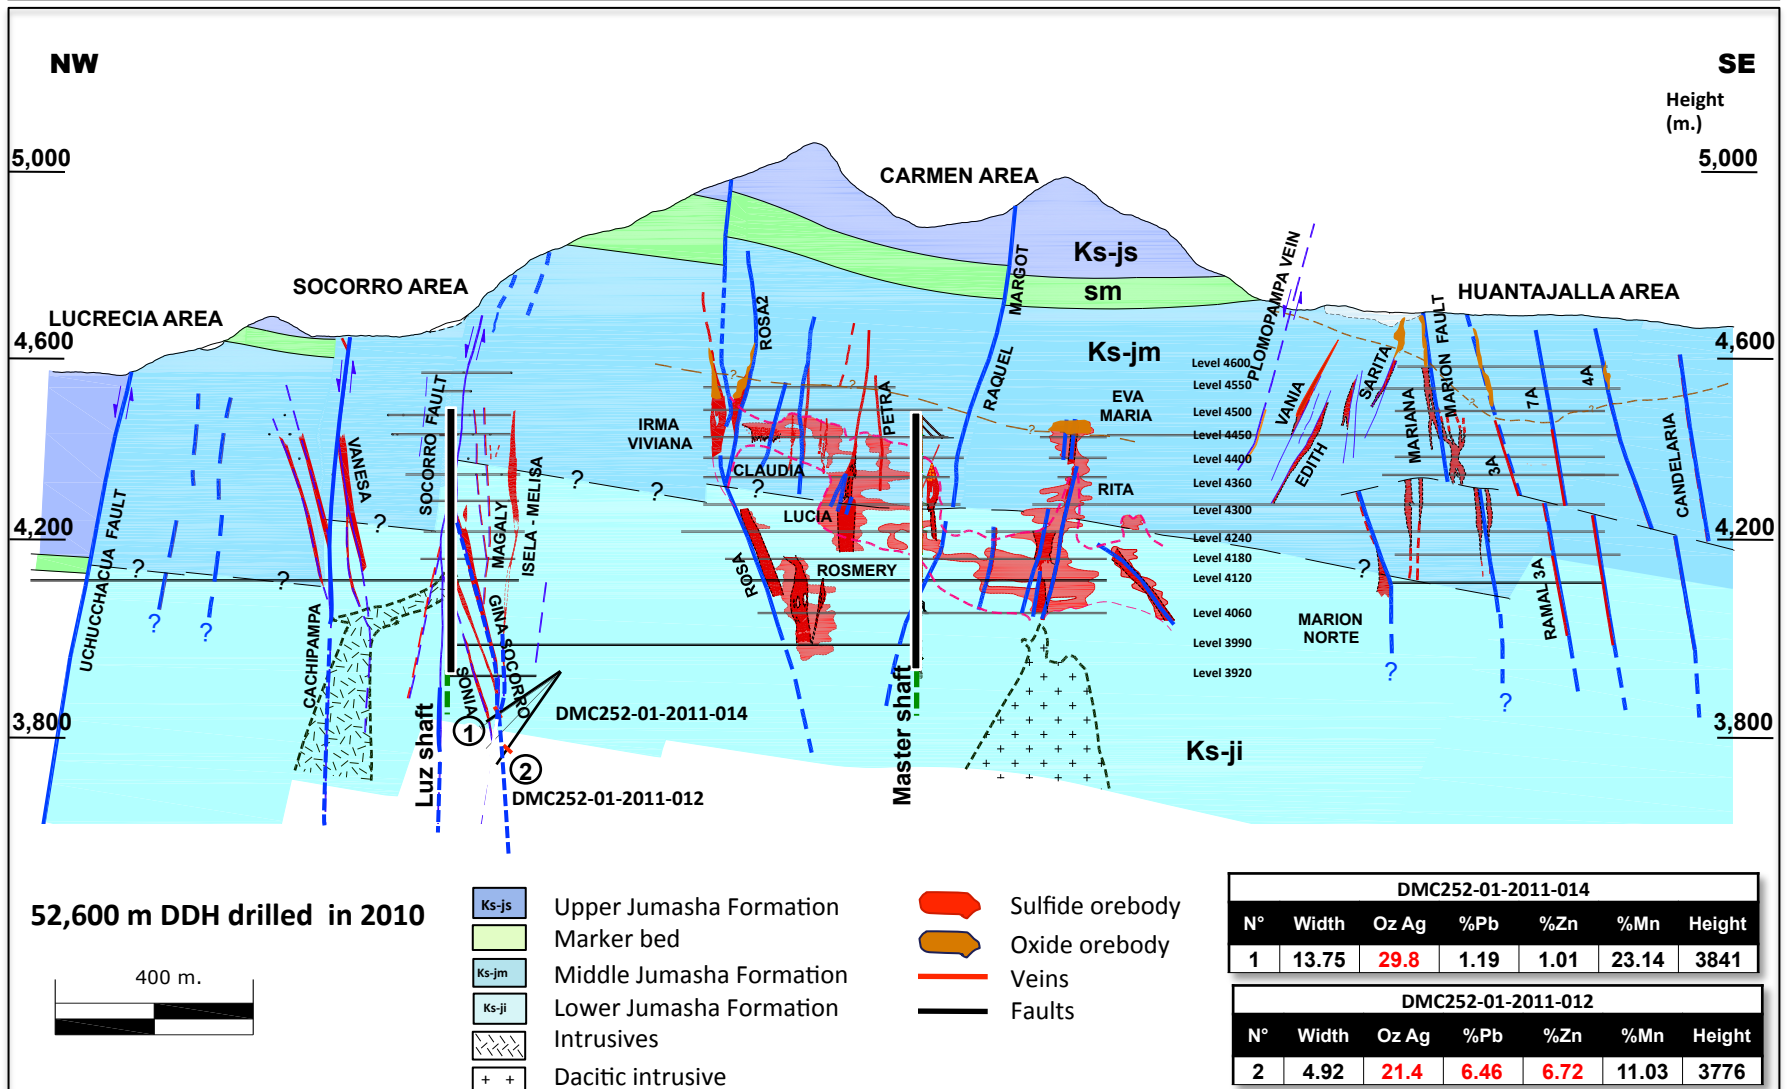 NW
SE
Height
(m.)
5,000
5,000
CARMEN AREA
SOCORRO AREA
LUCRECIA AREA
HUANTAJALLA AREA
4,600
4,600
4,200
4,200
3,800
3,800
Ks-js
sm
Ks-jm
Ks-ji
UCHUCCHACUA FAULT
CACHIPAMPA
VANESA
SOCORRO FAULT
MAGALY
ISELA - MELISA
GINA SOCORRO
SONIA
Luz shaft
Master shaft
IRMA
VIVIANA
ROSA2
CLAUDIA
LUCIA
ROSMERY
ROSA
PETRA
RAQUEL
MARGOT
EVA
MARIA
RITA
PLOMOPAMPA VEIN
VANIA
EDITH
SARITA
MARIANA
MARION FAULT
3A
7A
4A
CANDELARIA
RAMAL 3A
MARION
NORTE
Level 4600
Level 4550
Level 4500
Level 4450
Level 4400
Level 4360
Level 4300
Level 4240
Level 4180
Level 4120
Level 4060
Level 3990
Level 3920
?
?
?
?
?
?
?
?
?
?
?
1
DMC252-01-2011-014
2
DMC252-01-2011-012
52,600 m DDH drilled in 2010
400 m.
Ks-js Upper Jumasha Formation
Marker bed
Ks-jm Middle Jumasha Formation
Ks-ji Lower Jumasha Formation
Intrusives
+ + Dacitic intrusive
Sulfide orebody
Oxide orebody
Veins
Faults
DMC252-01-2011-014
N° Width Oz Ag %Pb %Zn %Mn Height
1 13.75 29.8 1.19 1.01 23.14 3841
DMC252-01-2011-012
N° Width Oz Ag %Pb %Zn %Mn Height
2 4.92 21.4 6.46 6.72 11.03 3776